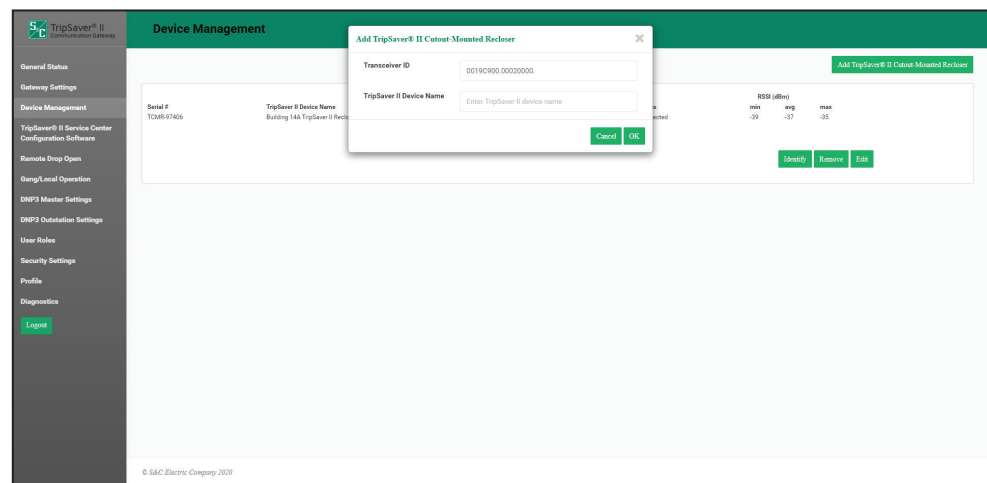 TripSaver® II
Communication Gateway
Device Management
General Status
Gateway Settings
Device Management
TripSaver® II Service Center
Configuration Software
Remote Drop Open
Gang/Local Operation
DNP3 Master Settings
DNP3 Outstation Settings
User Roles
Security Settings
Profile
Diagnostics
Logout
Add TripSaver® II Cutout-Mounted Recloser
Transceiver ID
0019C900.00020000.
TripSaver II Device Name
Enter TripSaver II device name
Cancel OK
Add TripSaver® II Cutout-Mounted Recloser
RSSI (dBm)
Serial # TripSaver II Device Name min avg max
TCMR-97406 Building 14A TripSaver II -39 -37 -35
Identify Remove Edit
© S&C Electric Company 2020